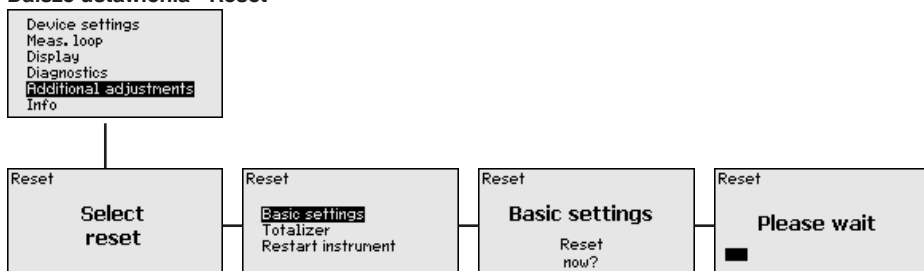 Dalsze ustawienia - Reset
Device settings
Meas. loop
Display
Diagnostics
Additional adjustments
Info
Reset
Select
reset
Reset
Basic settings
Totalizer
Restart instrument
Reset
Basic settings
Reset
now?
Reset
Please wait